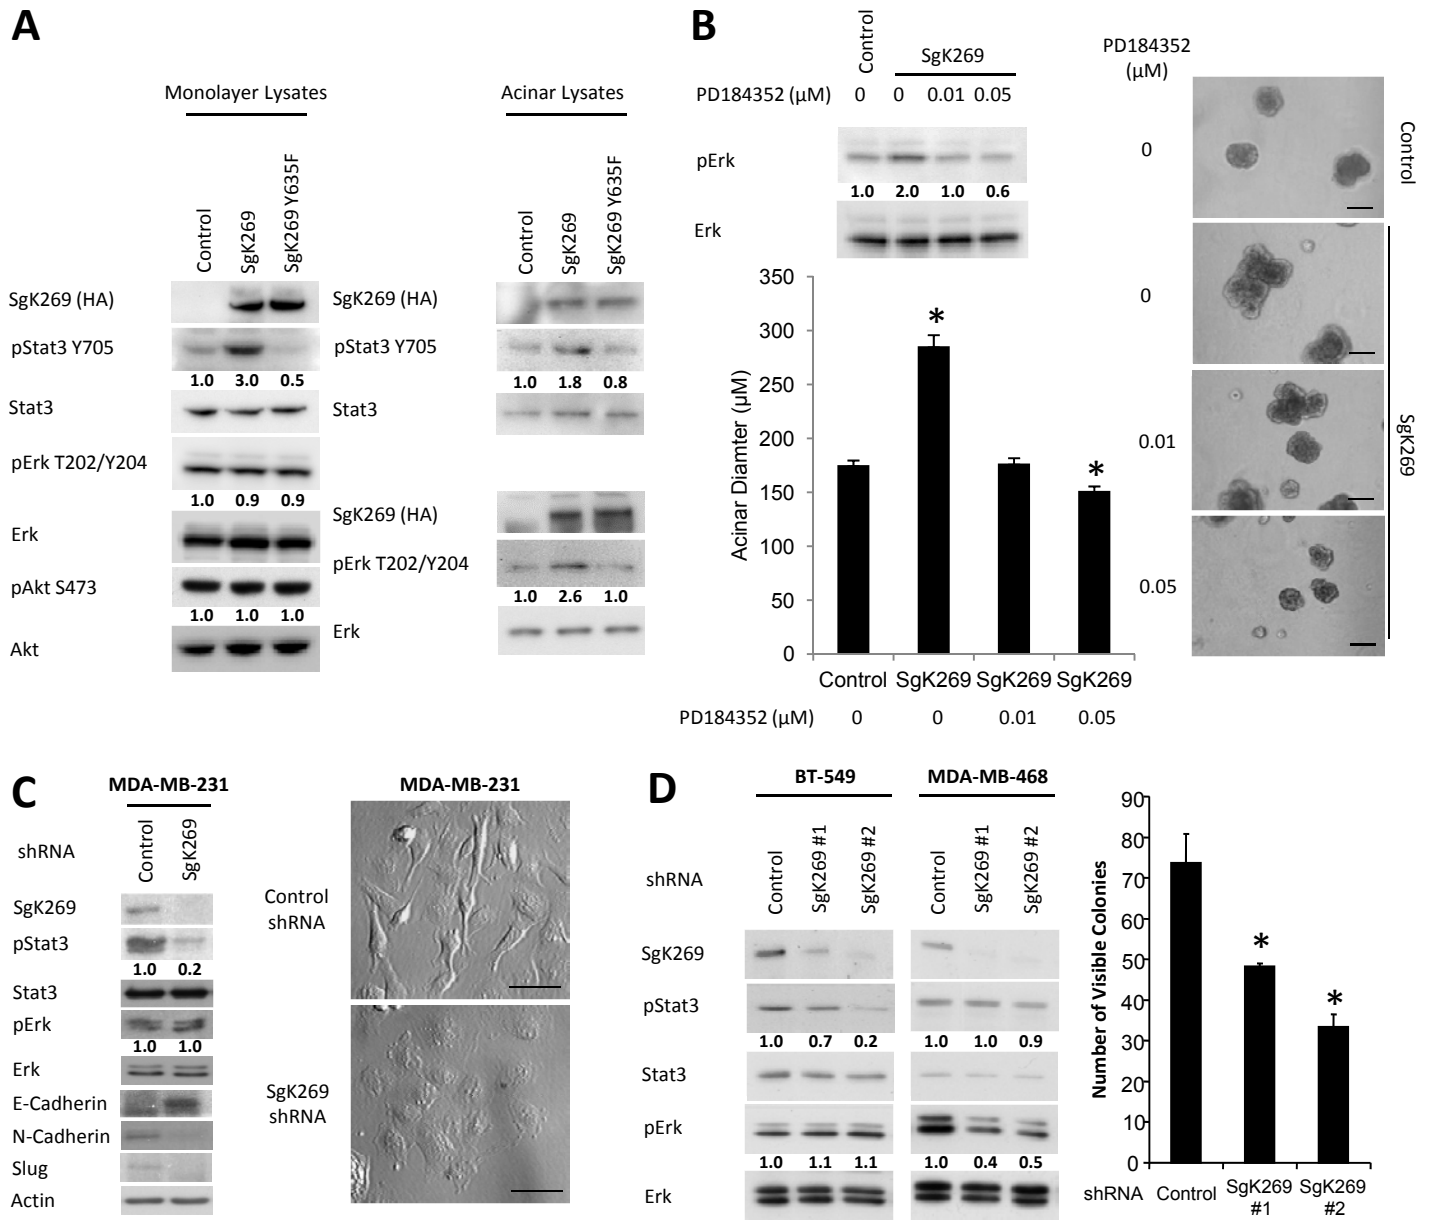 A
Monolayer Lysates
Acinar Lysates
Control
SgK269
SgK269 Y635F
Control
SgK269
SgK269 Y635F
SgK269 (HA)
pStat3 Y705
1.0 3.0 0.5
Stat3
pErk T202/Y204
1.0 0.9 0.9
Erk
pAkt S473
1.0 1.0 1.0
Akt
SgK269 (HA)
pStat3 Y705
1.0 1.8 0.8
Stat3
SgK269 (HA)
pErk T202/Y204
1.0 2.6 1.0
Erk
B
Control
SgK269
PD184352 (μM) 0 0 0.01 0.05
pErk
1.0 2.0 1.0 0.6
Erk
Acinar Diamter (μM)
350
300
250
200
150
100
50
0
*
*
Control SgK269 SgK269 SgK269
PD184352 (μM) 0 0 0.01 0.05
PD184352
(μM)
0
0
0.01
0.05
Control
SgK269
C
MDA-MB-231
shRNA
Control
SgK269
SgK269
pStat3
1.0 0.2
Stat3
pErk
1.0 1.0
Erk
E-Cadherin
N-Cadherin
Slug
Actin
MDA-MB-231
Control
shRNA
SgK269
shRNA
D
BT-549
MDA-MB-468
shRNA
Control
SgK269 #1
SgK269 #2
Control
SgK269 #1
SgK269 #2
SgK269
pStat3
1.0 0.7 0.2 1.0 1.0 0.9
Stat3
pErk
1.0 1.1 1.1 1.0 0.4 0.5
Erk
Number of Visible Colonies
90
80
70
60
50
40
30
20
10
0
*
*
shRNA Control SgK269 #1 SgK269 #2